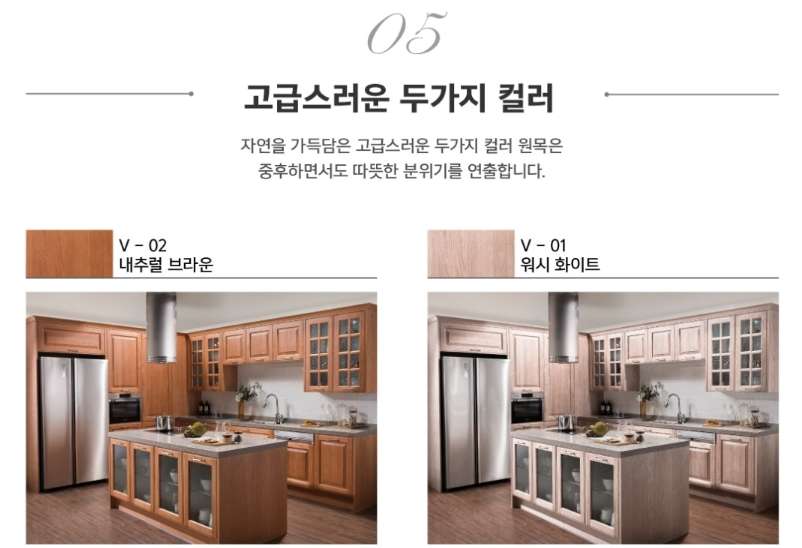 05
고급스러운 두가지 컬러
자연을 가득담은 고급스러운 두가지 컬러 원목은
중후하면서도 따뜻한 분위기를 연출합니다.
V - 02
내추럴 브라운
V - 01
워시 화이트